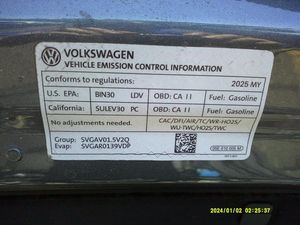 VOLKSWAGEN
VEHICLE EMISSION CONTROL INFORMATION
Conforms to regulations: 2025 MY
U.S. EPA: BIN30 LDV OBD: CA II Fuel: Gasoline
California: SULEV30 PC OBD: CA II Fuel: Gasoline
No adjustments needed.
CAC/DFI/AIR/TC/WR-HO2S/
WU-TWC/HO2S/TWC
Group: SVGAV01.5V2Q
Evap: SVGAR0139VDP
2024/01/02 02:25:37